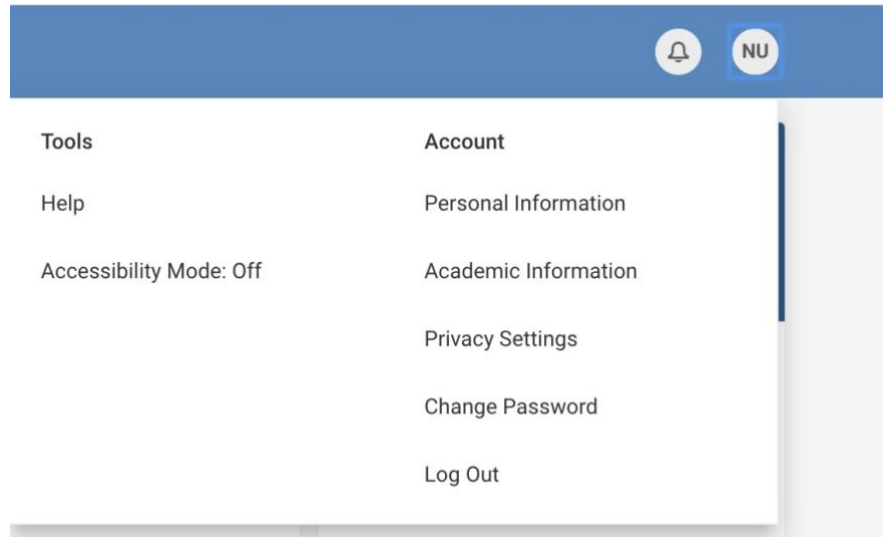 NU
Tools
Help
Accessibility Mode: Off
Account
Personal Information
Academic Information
Privacy Settings
Change Password
Log Out